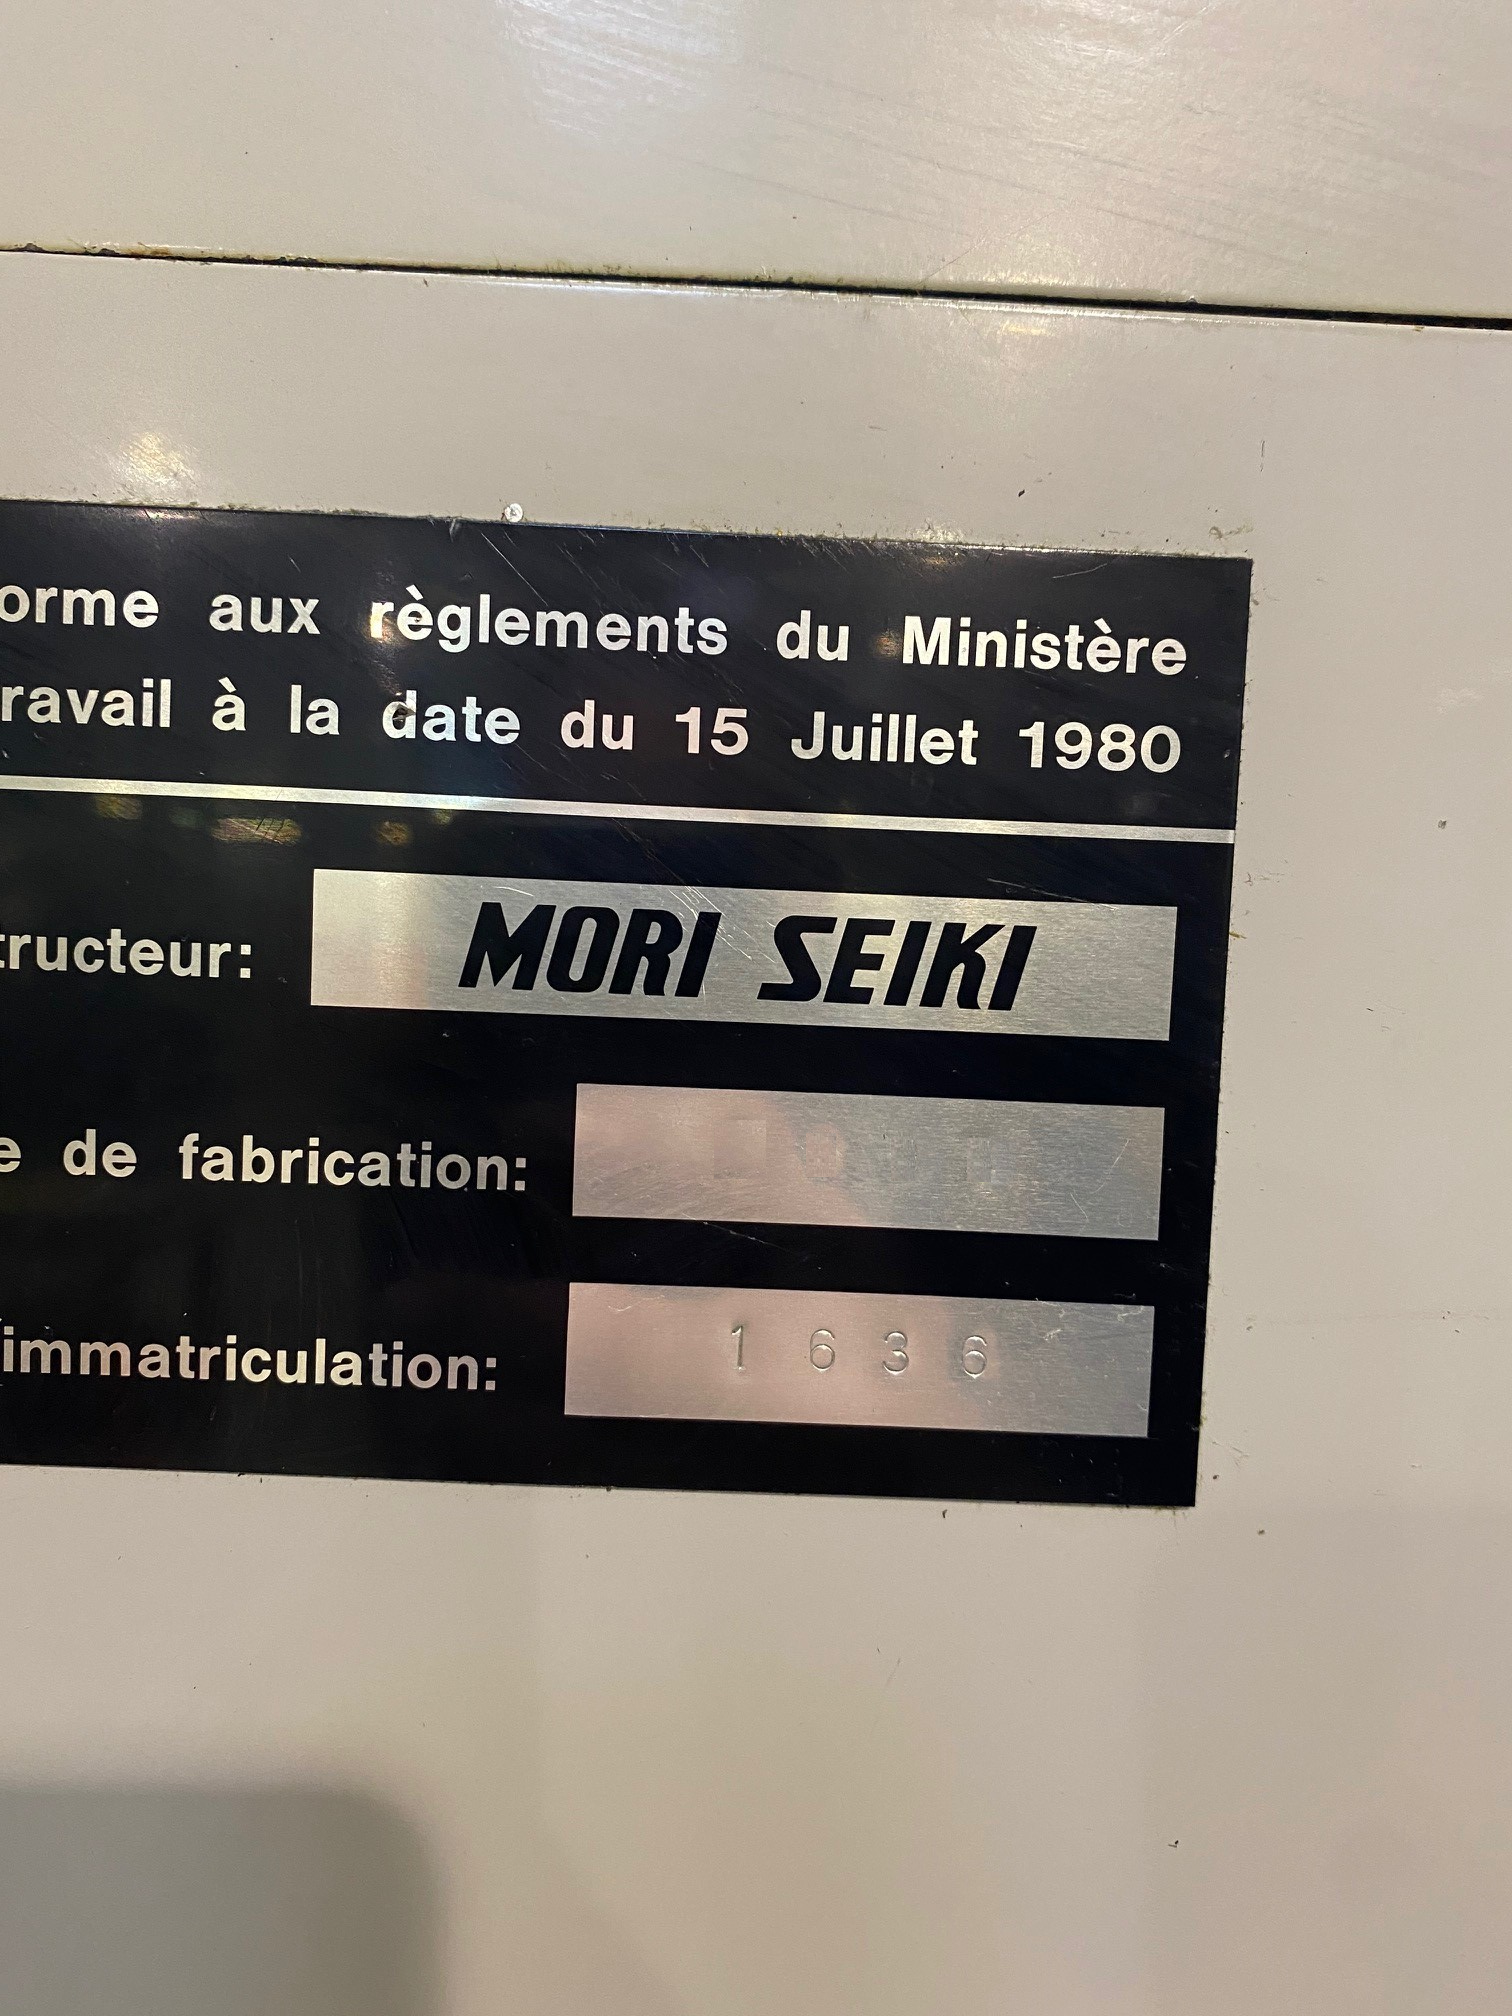 orme aux règlements du Ministère
ravail à la date du 15 Juillet 1980
tructeur: MORI SEIKI
e de fabrication:
immatriculation: 1636